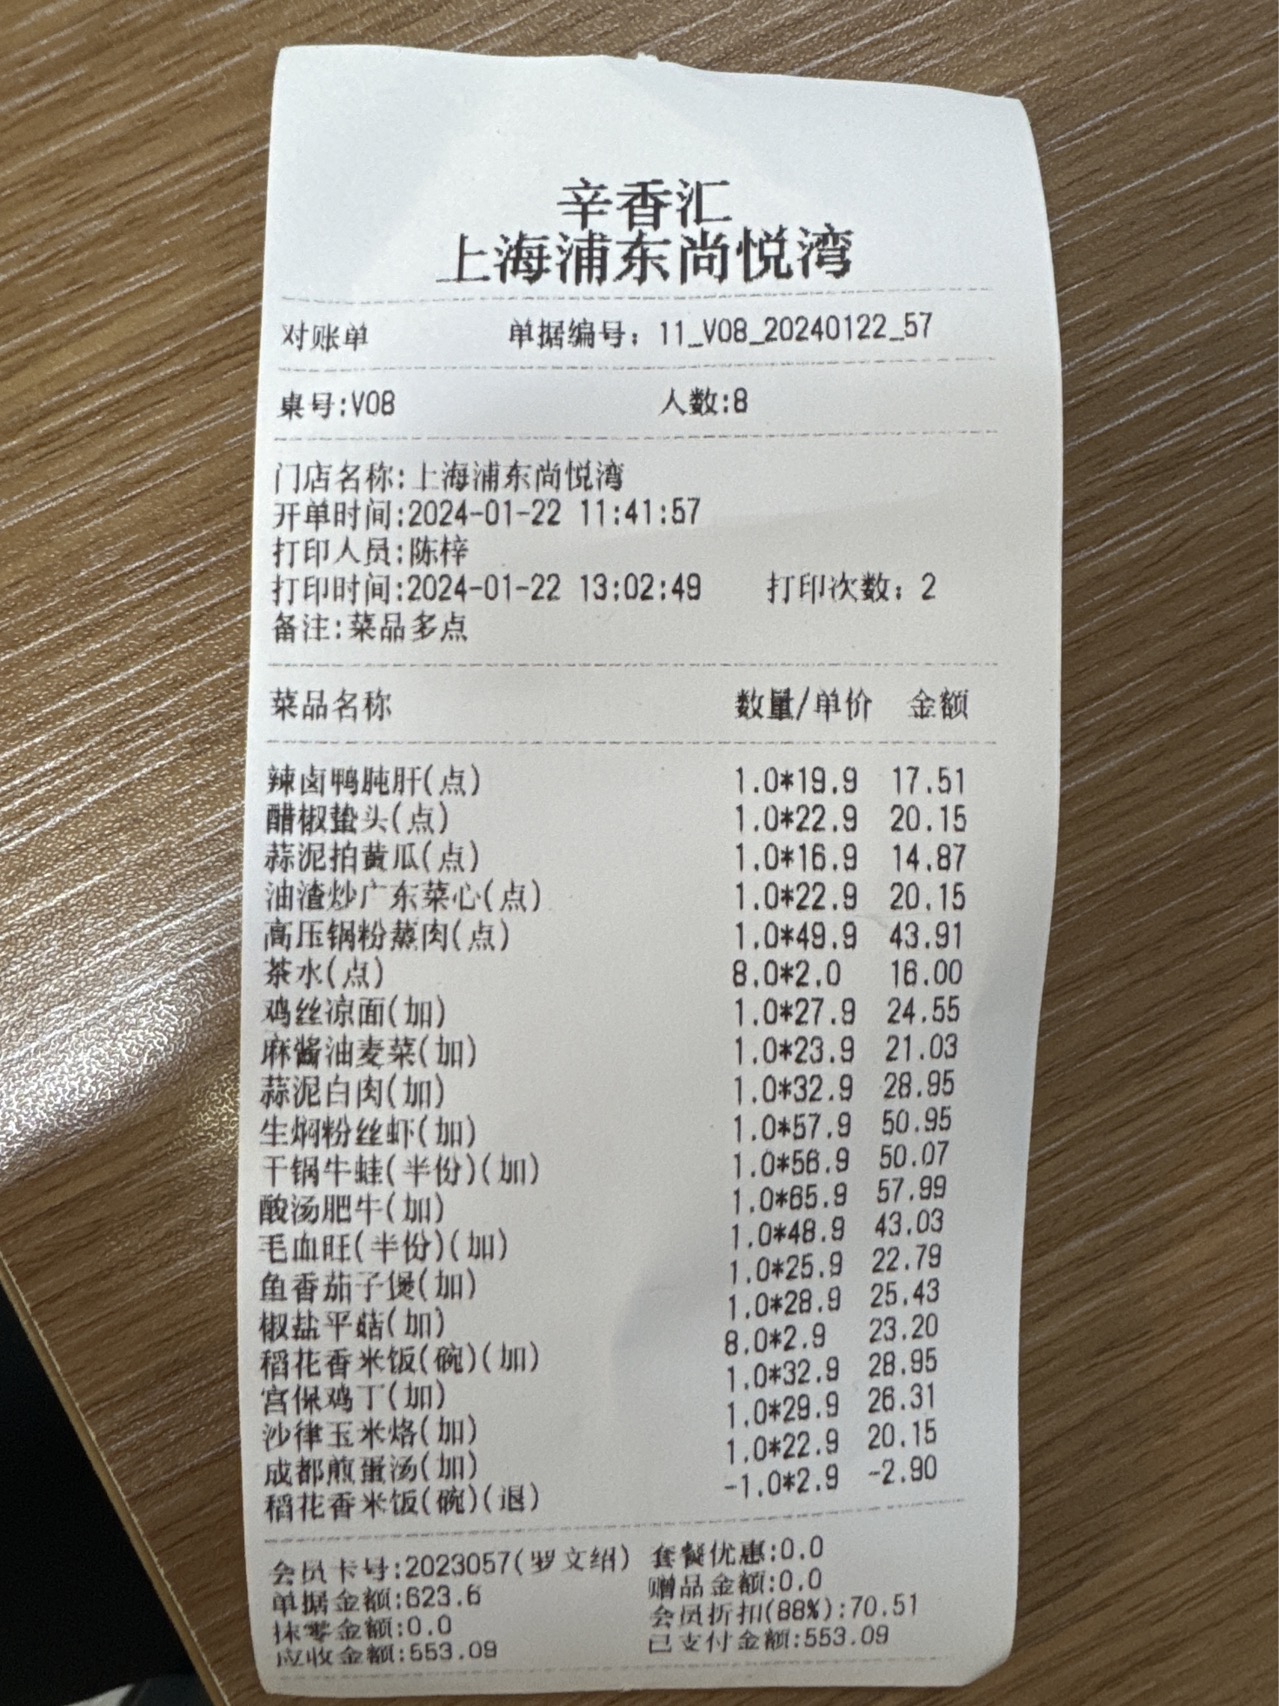 辛香汇
上海浦东尚悦湾
对账单 单据编号：11_V08_20240122_57
桌号:V08 人数:8
门店名称:上海浦东尚悦湾
开单时间:2024-01-22 11:41:57
打印人员:陈梓
打印时间:2024-01-22 13:02:49 打印次数：2
备注:菜品多点
菜品名称 数量/单价 金额
辣卤鸭肫肝(点) 1.0*19.9 17.51
醋椒蛰头(点) 1.0*22.9 20.15
蒜泥拍黄瓜(点) 1.0*16.9 14.87
油渣炒广东菜心(点) 1.0*22.9 20.15
高压锅粉蒸肉(点) 1.0*49.9 43.91
茶水(点) 8.0*2.0 16.00
鸡丝凉面(加) 1.0*27.9 24.55
麻酱油麦菜(加) 1.0*23.9 21.03
蒜泥白肉(加) 1.0*32.9 28.95
生焖粉丝虾(加) 1.0*57.9 50.95
干锅牛蛙(半份)(加) 1.0*56.9 50.07
酸汤肥牛(加) 1.0*65.9 57.99
毛血旺(半份)(加) 1.0*48.9 43.03
鱼香茄子煲(加) 1.0*25.9 22.79
椒盐平菇(加) 1.0*28.9 25.43
稻花香米饭(碗)(加) 8.0*2.9 23.20
宫保鸡丁(加) 1.0*32.9 28.95
沙律玉米烙(加) 1.0*29.9 26.31
成都煎蛋汤(加) 1.0*22.9 20.15
稻花香米饭(碗)(退) -1.0*2.9 -2.90
会员卡号:2023057(罗文绍) 套餐优惠:0.0
单据金额:623.6 赠品金额:0.0
抹零金额:0.0 会员折扣(88%):70.51
应收金额:553.09 已支付金额:553.09